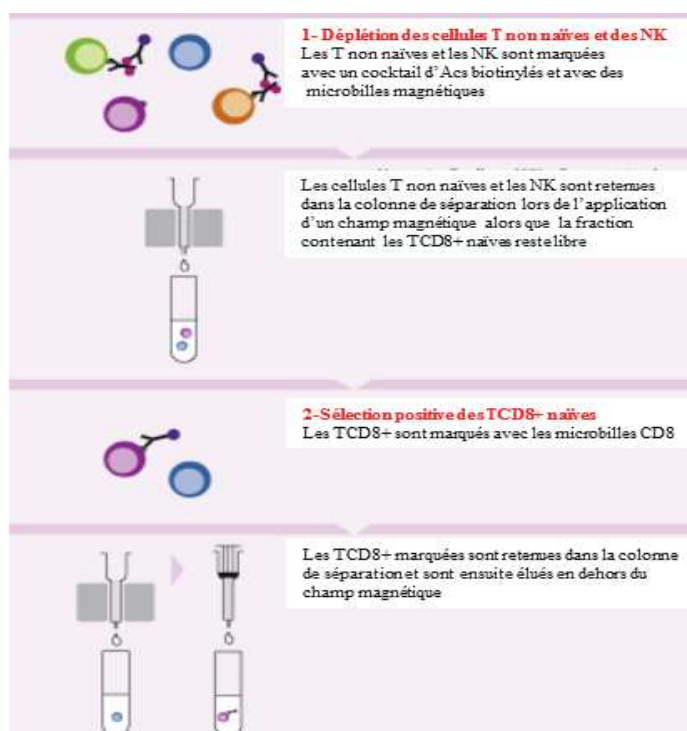 1- Déplétion des cellules T non naïves et des NK
Les T non naïves et les NK sont marquées
avec un cocktail d'Acs biotinylés et avec des
microbilles magnétiques
Les cellules T non naïves et les NK sont retenues
dans la colonne de séparation lors de l'application
d'un champ magnétique alors que la fraction
contenant les TCD8+ naïves reste libre
2-Sélection positive des TCD8+ naïves
Les TCD8+ sont marqués avec les microbilles CD8
Les TCD8+ marquées sont retenues dans la colonne
de séparation et sont ensuite élués en dehors du
champ magnétique